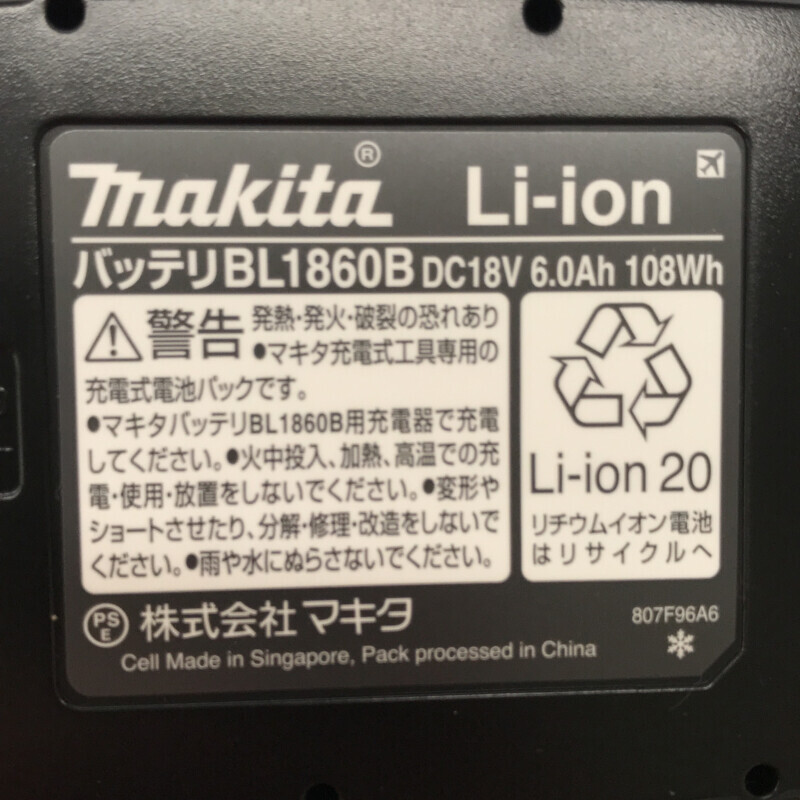 makita® Li-ion
バッテリBL1860B DC18V 6.0Ah 108Wh
警告 発熱・発火・破裂の恐れあり
●マキタ充電式工具専用の
充電式電池パックです。
●マキタバッテリBL1860B用充電器で充電
してください。●火中投入、加熱、高温での充
電・使用・放置をしないでください。●変形や
ショートさせたり、分解・修理・改造をしないで
ください。●雨や水にぬらさないでください。
Li-ion 20
リチウムイオン電池
はリサイクルへ
PS
E
株式会社マキタ
807F96A6
Cell Made in Singapore, Pack processed in China